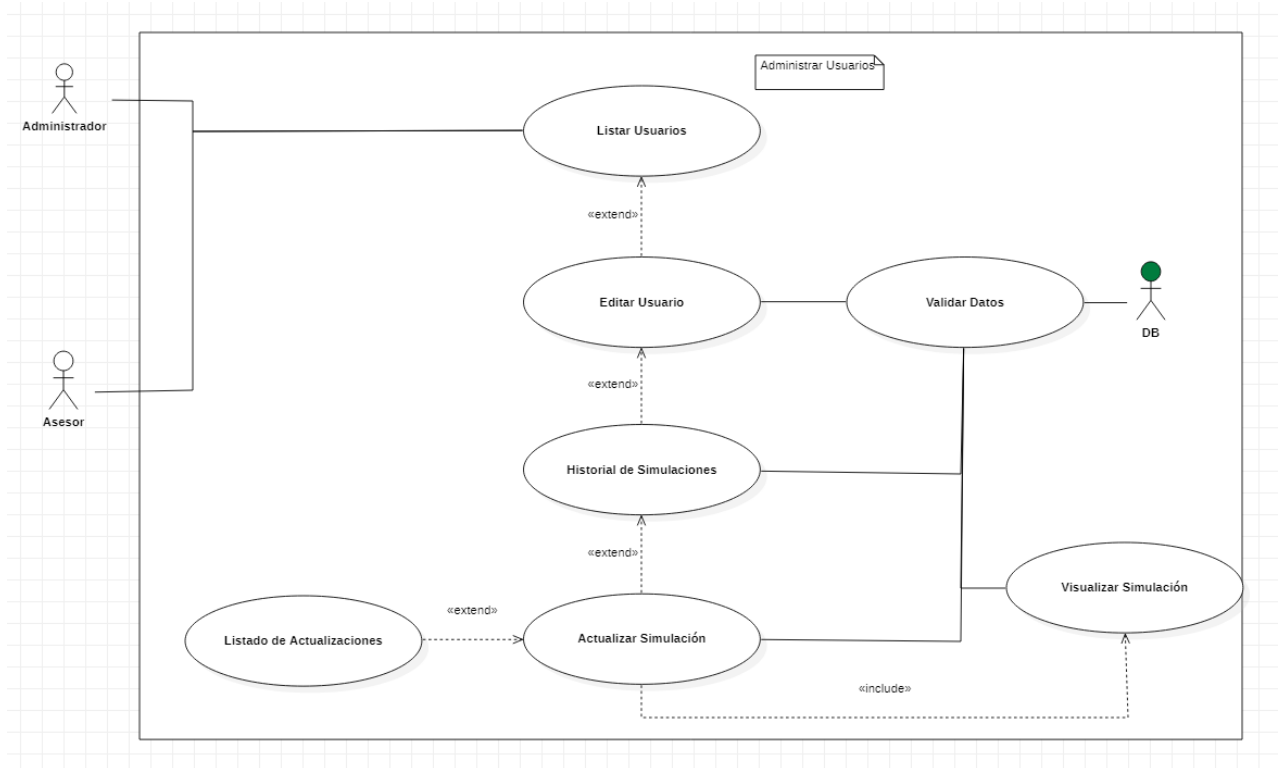 Administrar Usuarios
Administrador
Listar Usuarios
«extend»
Editar Usuario
Validar Datos
DB
«extend»
Asesor
Historial de Simulaciones
«extend»
Visualizar Simulación
«extend»
Listado de Actualizaciones
Actualizar Simulación
«include»